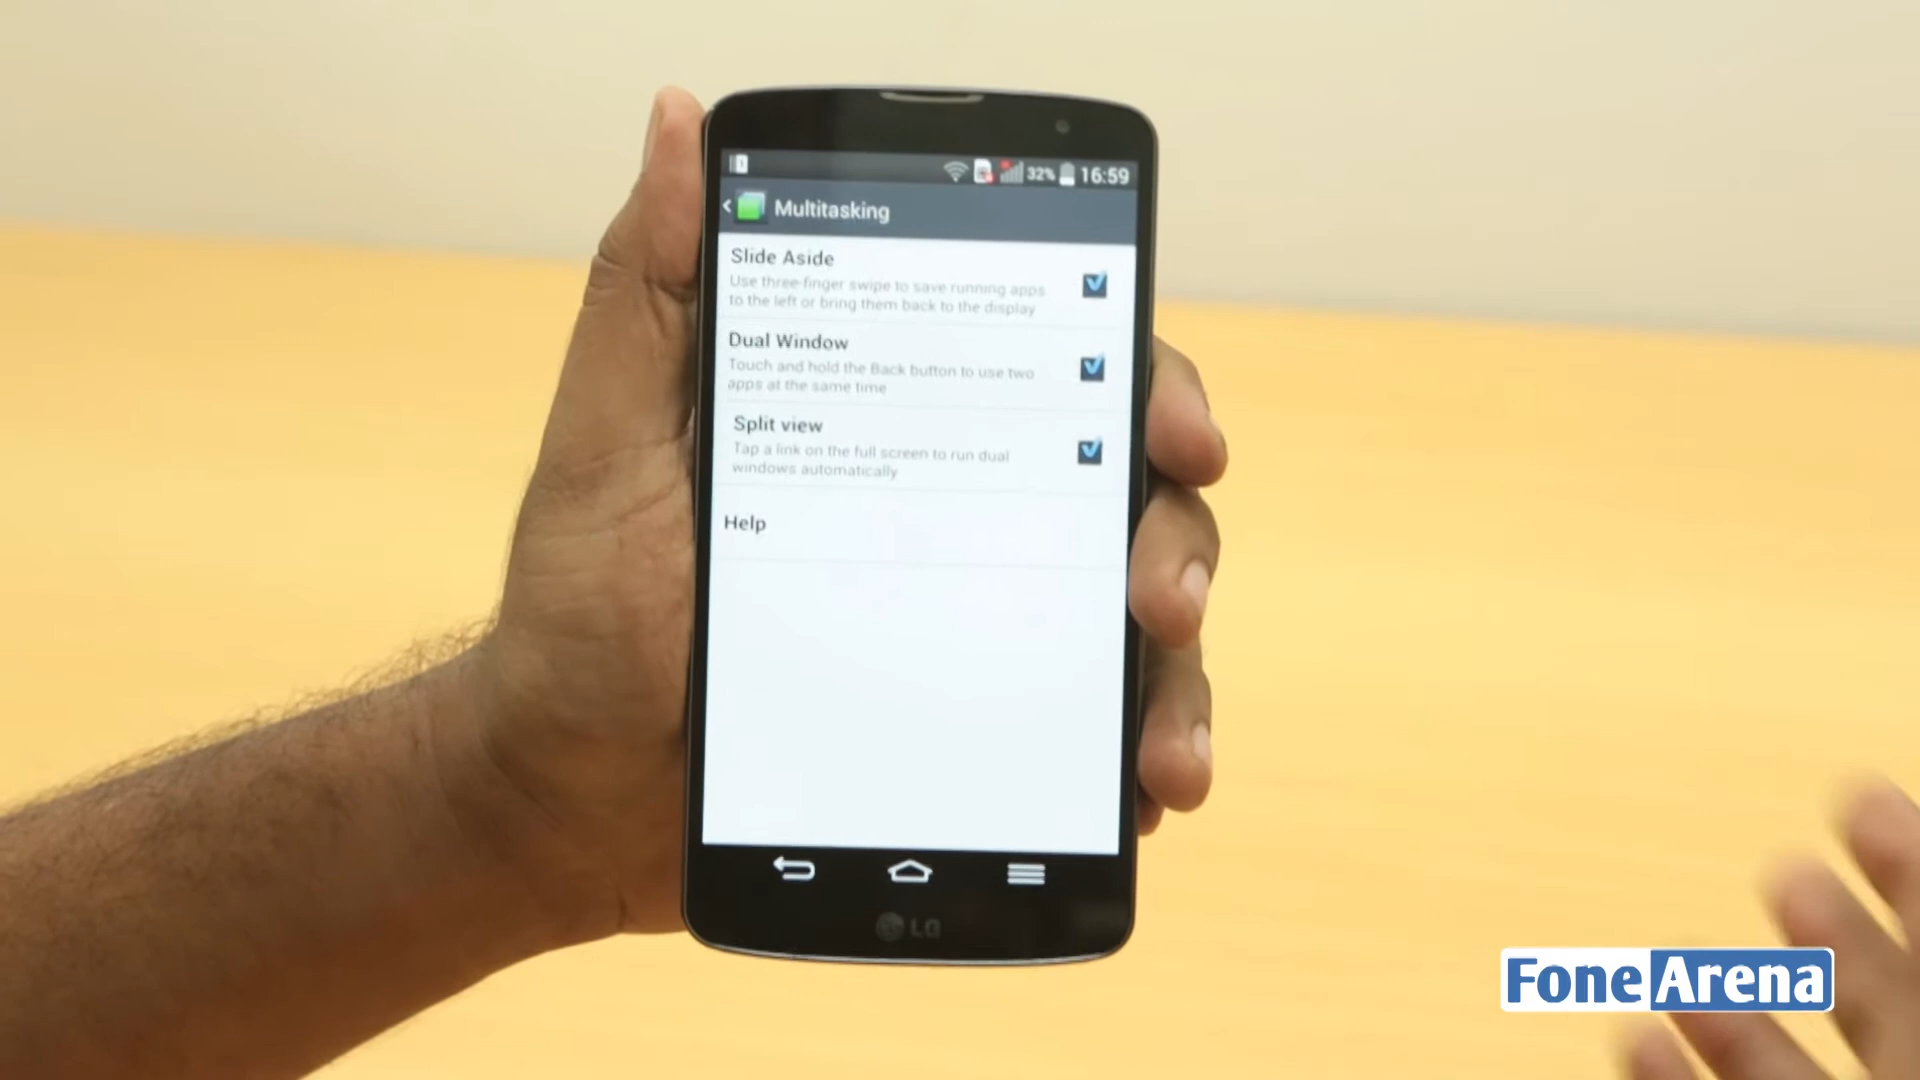 32% 16:59
Multitasking
Slide Aside
Use three-finger swipe to save running apps
to the left or bring them back to the display
Dual Window
Touch and hold the Back button to use two
apps at the same time
Split view
Tap a link on the full screen to run dual
windows automatically
Help
LG
FoneArena